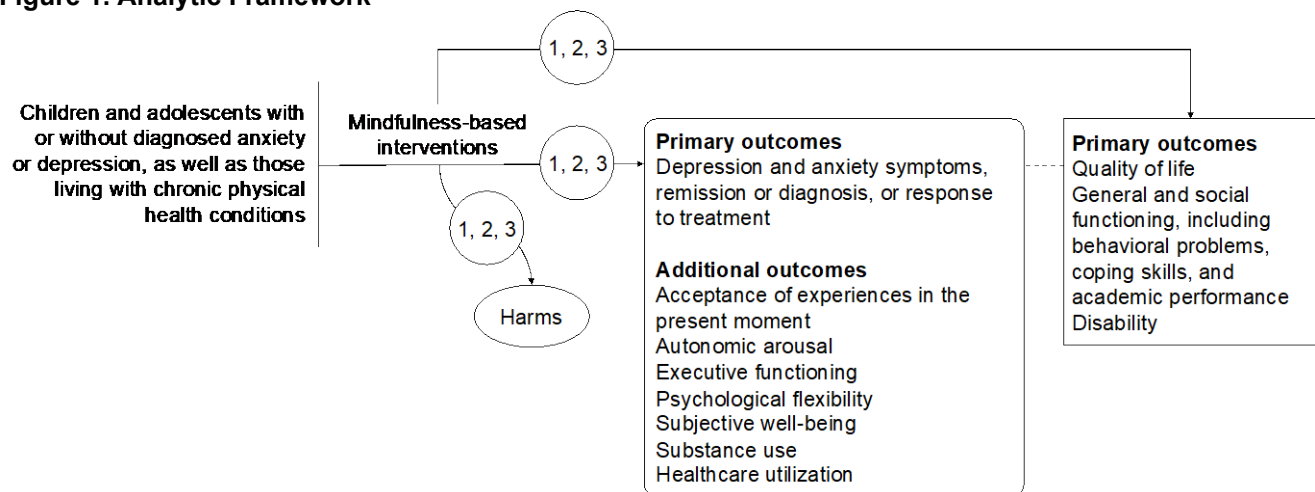 Figure 1. Analytic Framework
1, 2, 3
Children and adolescents with
or without diagnosed anxiety
or depression, as well as those
living with chronic physical
health conditions
Mindfulness-based
interventions
1, 2, 3
1, 2, 3
Harms
Primary outcomes
Depression and anxiety symptoms,
remission or diagnosis, or response
to treatment
Additional outcomes
Acceptance of experiences in the
present moment
Autonomic arousal
Executive functioning
Psychological flexibility
Subjective well-being
Substance use
Healthcare utilization
Primary outcomes
Quality of life
General and social
functioning, including
behavioral problems,
coping skills, and
academic performance
Disability